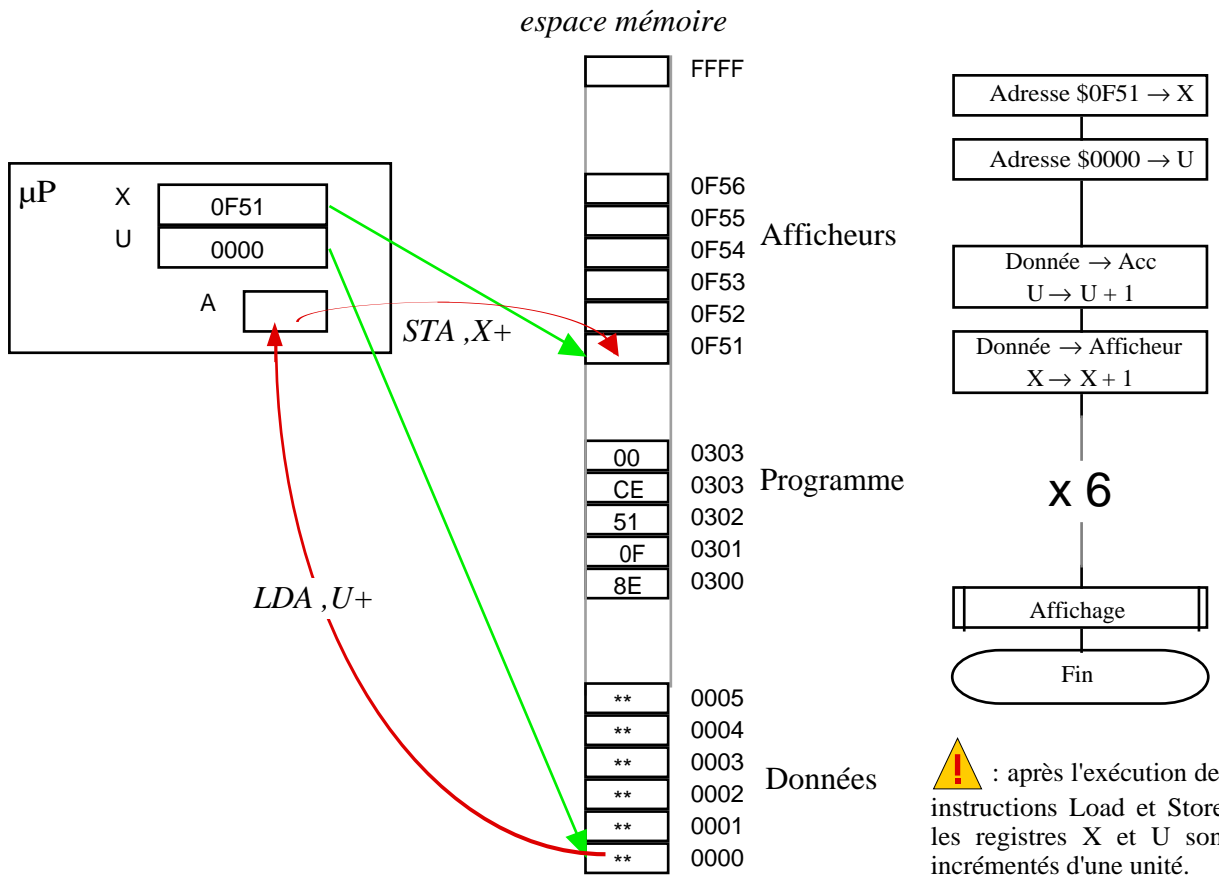 espace mémoire
FFFF
µP
X
0F51
U
0000
A
STA ,X+
LDA ,U+
0F56
0F55
0F54
0F53
0F52
0F51
Afficheurs
00 0303
CE 0303
51 0302
0F 0301
8E 0300
Programme
** 0005
** 0004
** 0003
** 0002
** 0001
** 0000
Données
Adresse $0F51 → X
Adresse $0000 → U
Donnée → Acc
U → U + 1
Donnée → Afficheur
X → X + 1
x 6
Affichage
Fin
! : après l'exécution de
instructions Load et Store
les registres X et U son
incrémentés d'une unité.